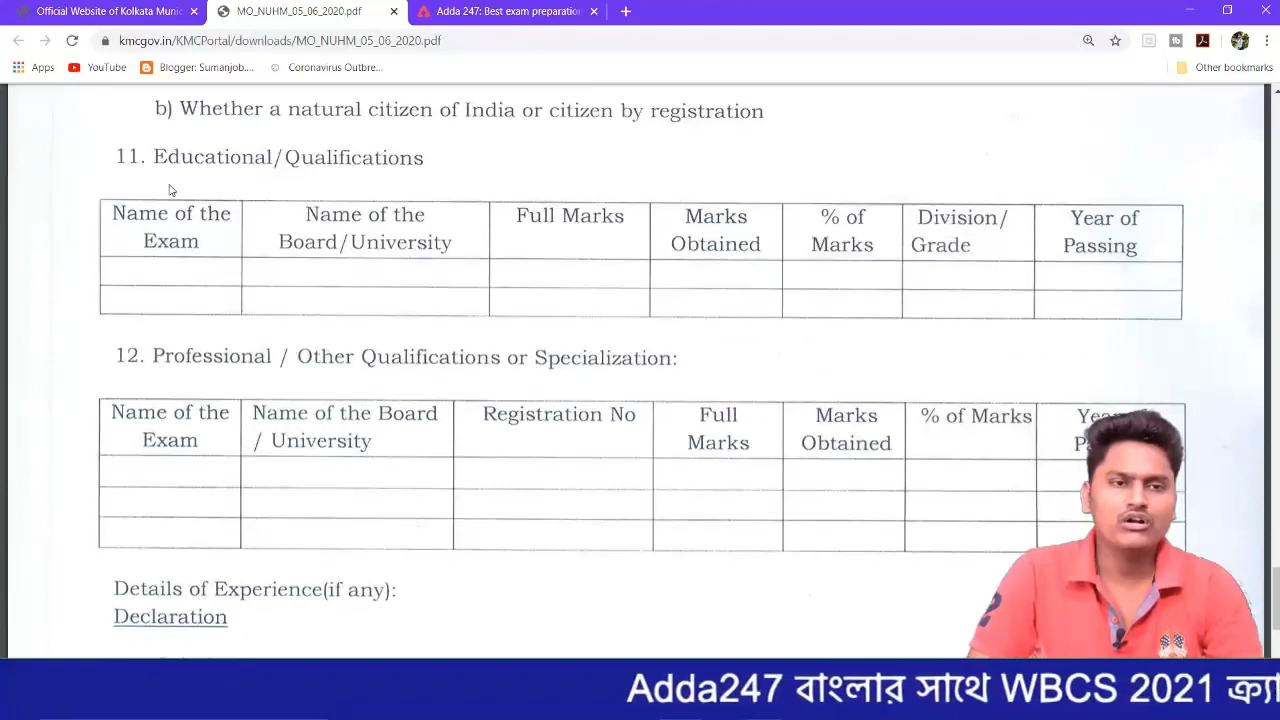 Official Website of Kolkata Munic
MO_NUHM_05_06_2020.pdf
Adda 247: Best exam preparation
kmcgov.in/KMCPortal/downloads/MO_NUHM_05_06_2020.pdf
Apps YouTube Blogger: Sumanjob.... Coronavirus Outbre... Other bookmarks
b) Whether a natural citizen of India or citizen by registration
11. Educational/Qualifications
Name of the Exam
Name of the Board/University
Full Marks
Marks Obtained
% of Marks
Division/ Grade
Year of Passing
12. Professional / Other Qualifications or Specialization:
Name of the Exam
Name of the Board / University
Registration No
Full Marks
Marks Obtained
% of Marks
Details of Experience(if any):
Declaration
Adda247 বাংলার সাথে WBCS 2021 ক্র্যা